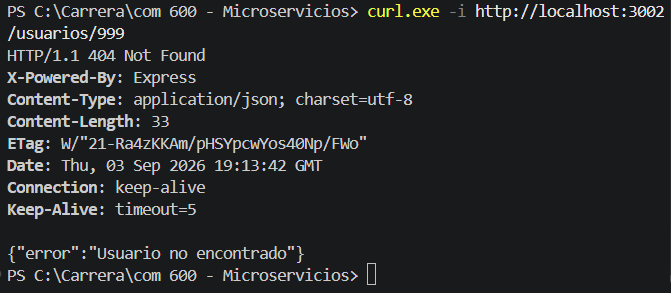 PS C:\Carrera\com 600 - Microservicios> curl.exe -i http://localhost:3002
/usuarios/999
HTTP/1.1 404 Not Found
X-Powered-By: Express
Content-Type: application/json; charset=utf-8
Content-Length: 33
ETag: W/"21-Ra4zKKAm/pHSYpcwYos40Np/FWo"
Date: Thu, 03 Sep 2026 19:13:42 GMT
Connection: keep-alive
Keep-Alive: timeout=5

{"error":"Usuario no encontrado"}
PS C:\Carrera\com 600 - Microservicios>